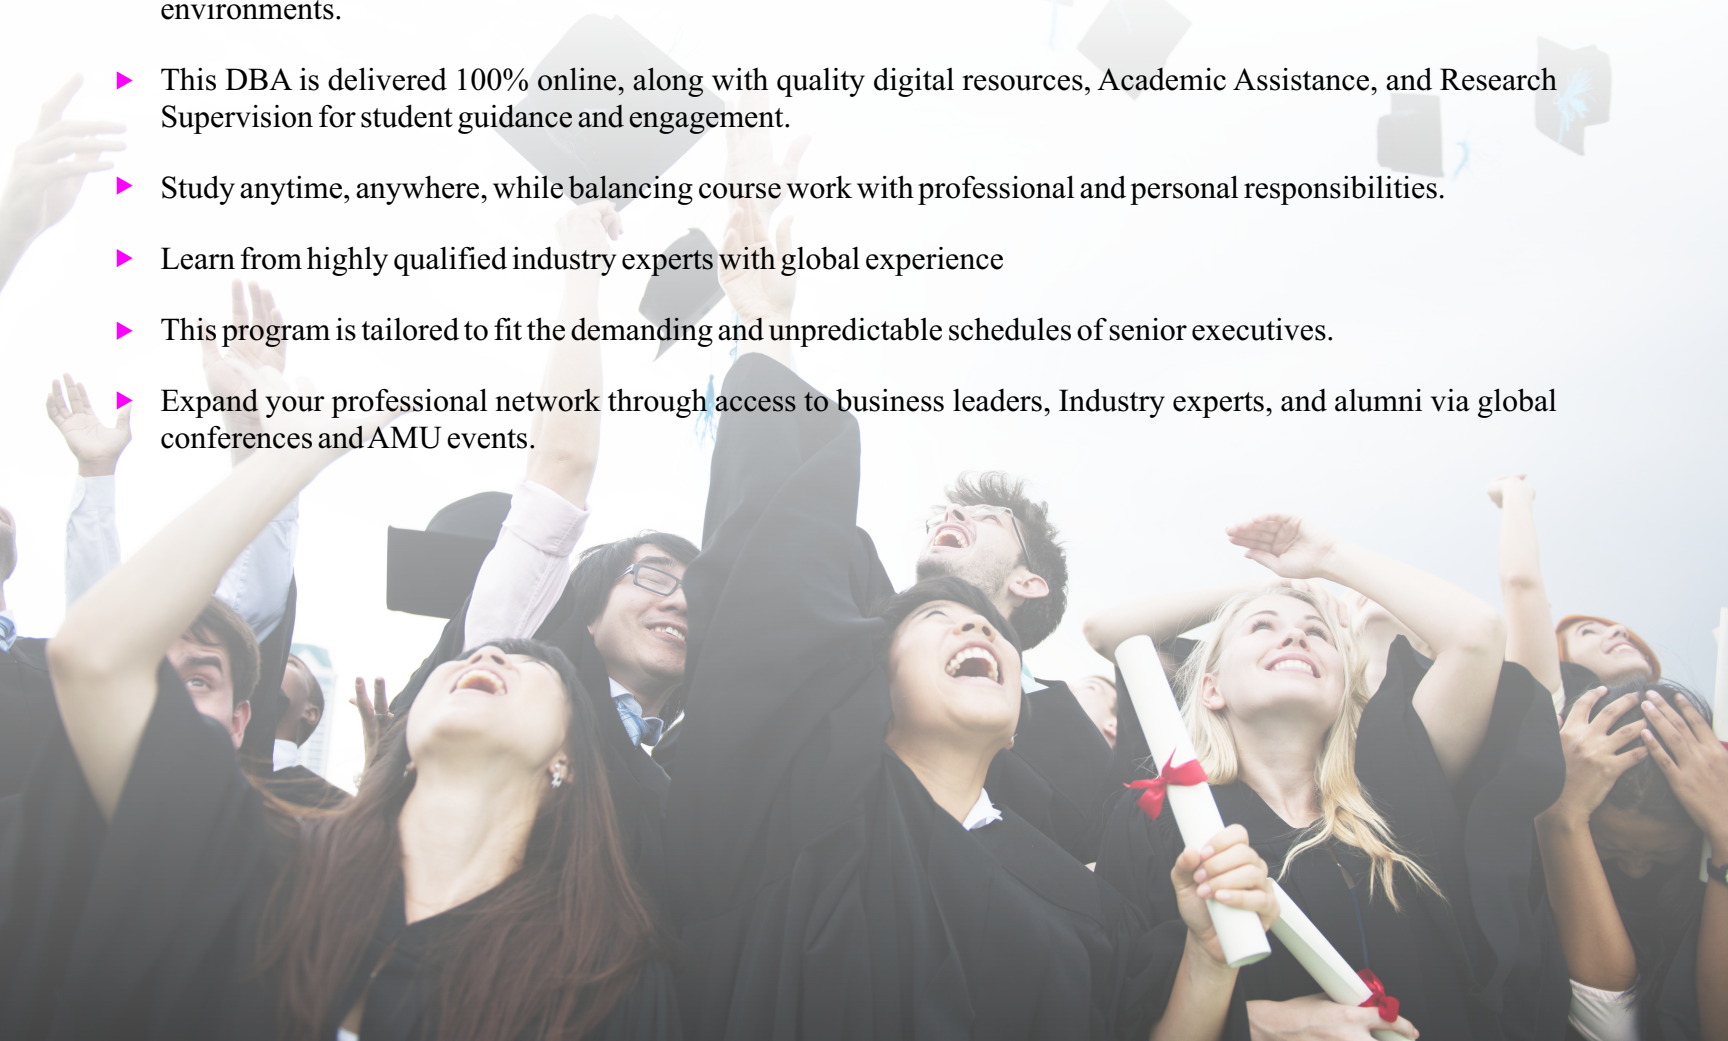 environments.
This DBA is delivered 100% online, along with quality digital resources, Academic Assistance, and Research
Supervision for student guidance and engagement.
Study anytime, anywhere, while balancing course work with professional and personal responsibilities.
Learn from highly qualified industry experts with global experience
This program is tailored to fit the demanding and unpredictable schedules of senior executives.
Expand your professional network through access to business leaders, Industry experts, and alumni via global
conferences and AMU events.